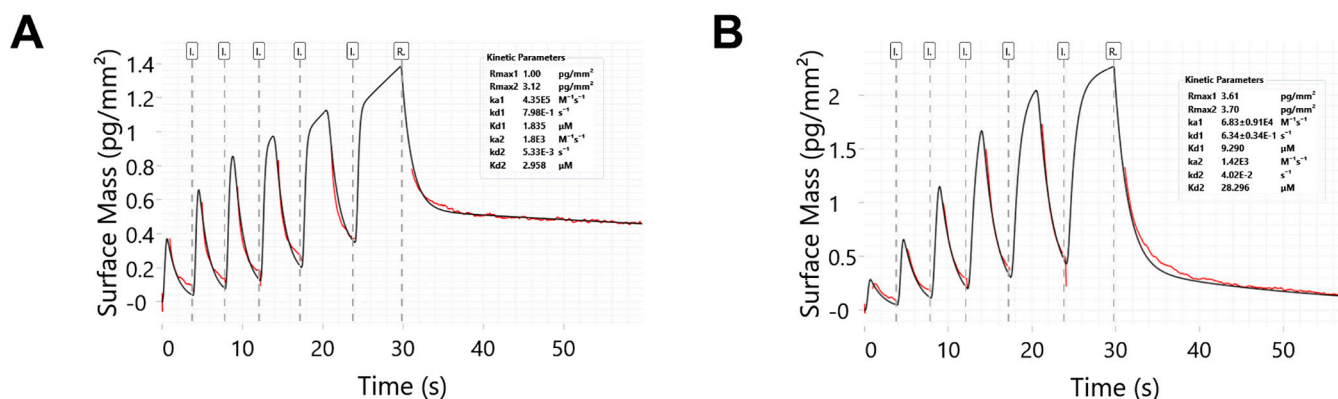 A
I. I. I. I. I. R.
Kinetic Parameters
Rmax1 1.00 pg/mm²
Rmax2 3.12 pg/mm²
ka1 4.35E5 M⁻¹s⁻¹
kd1 7.98E-1 s⁻¹
Kd1 1.835 µM
ka2 1.8E3 M⁻¹s⁻¹
kd2 5.33E-3 s⁻¹
Kd2 2.958 µM
Surface Mass (pg/mm²)
1.4
1.2
1
0.8
0.6
0.4
0.2
-0
0 10 20 30 40 50
Time (s)
B
I. I. I. I. I. R.
Kinetic Parameters
Rmax1 3.61 pg/mm²
Rmax2 3.70 pg/mm²
ka1 6.83±0.91E4 M⁻¹s⁻¹
kd1 6.34±0.34E-1 s⁻¹
Kd1 9.290 µM
ka2 1.42E3 M⁻¹s⁻¹
kd2 4.02E-2 s⁻¹
Kd2 28.296 µM
Surface Mass (pg/mm²)
2
1.5
1
0.5
-0
0 10 20 30 40 50
Time (s)